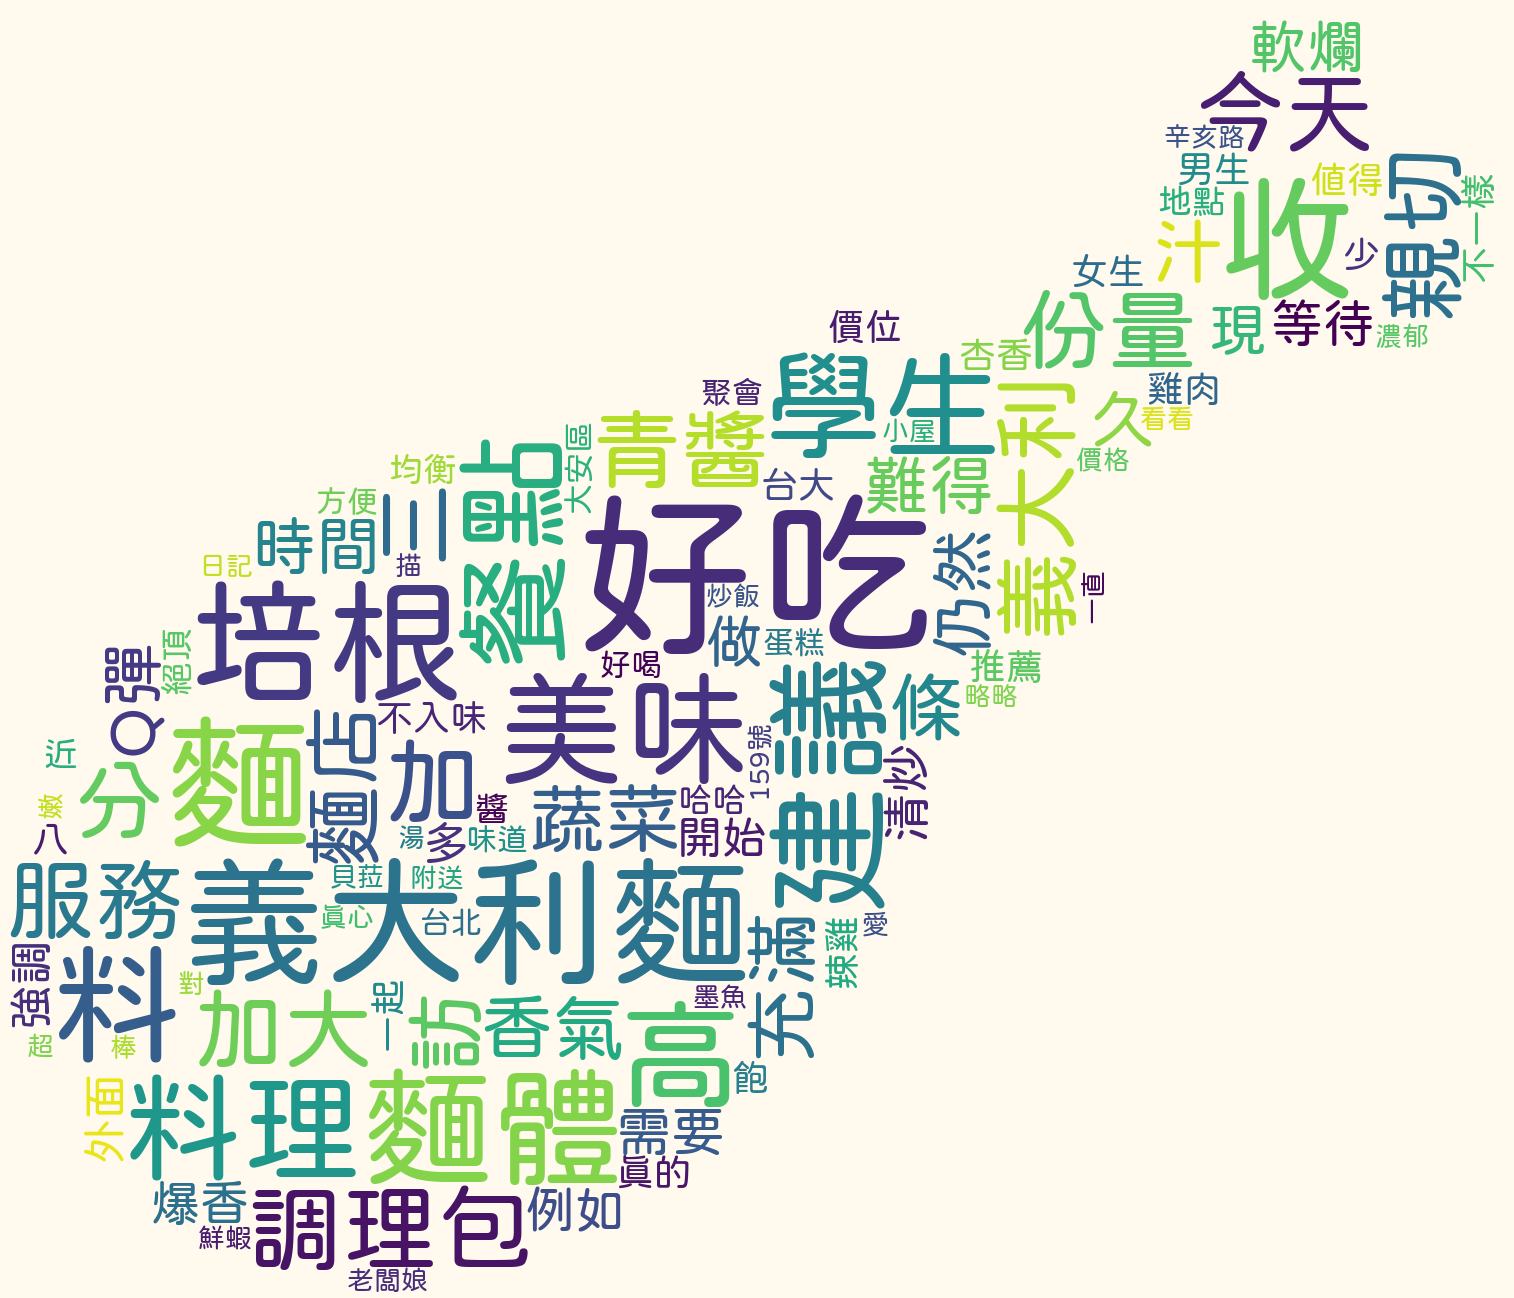 軟爛
今天
辛亥路
男生
值得
親切
不一樣
地點
收
汁
少
女生
份量
現
等待
濃郁
價位
杏香
學生
聚會
雞肉
義大利
久
看看
青醬
小屋
大安區
價格
餐點
均衡
難得
台大
三
方便
好吃
時間
仍然
描
日記
一直
培根
炒飯
做
蛋糕
絕頂
Q彈
好喝
推薦
建議
條
略略
美味
不入味
麵店
麵
近
加
159號
清炒
分
蔬菜
哈哈
嫩
醬
開始
八
湯
多
味道
服務
義大利麵
貝菈
附送
真心
台北
充滿
辣雞
愛
強調
料
對
墨魚
加大
一起
訪
香氣
高
超
棒
飽
外面
料理
麵
體
需要
真的
爆香
調理包
例如
鮮蝦
老闆娘